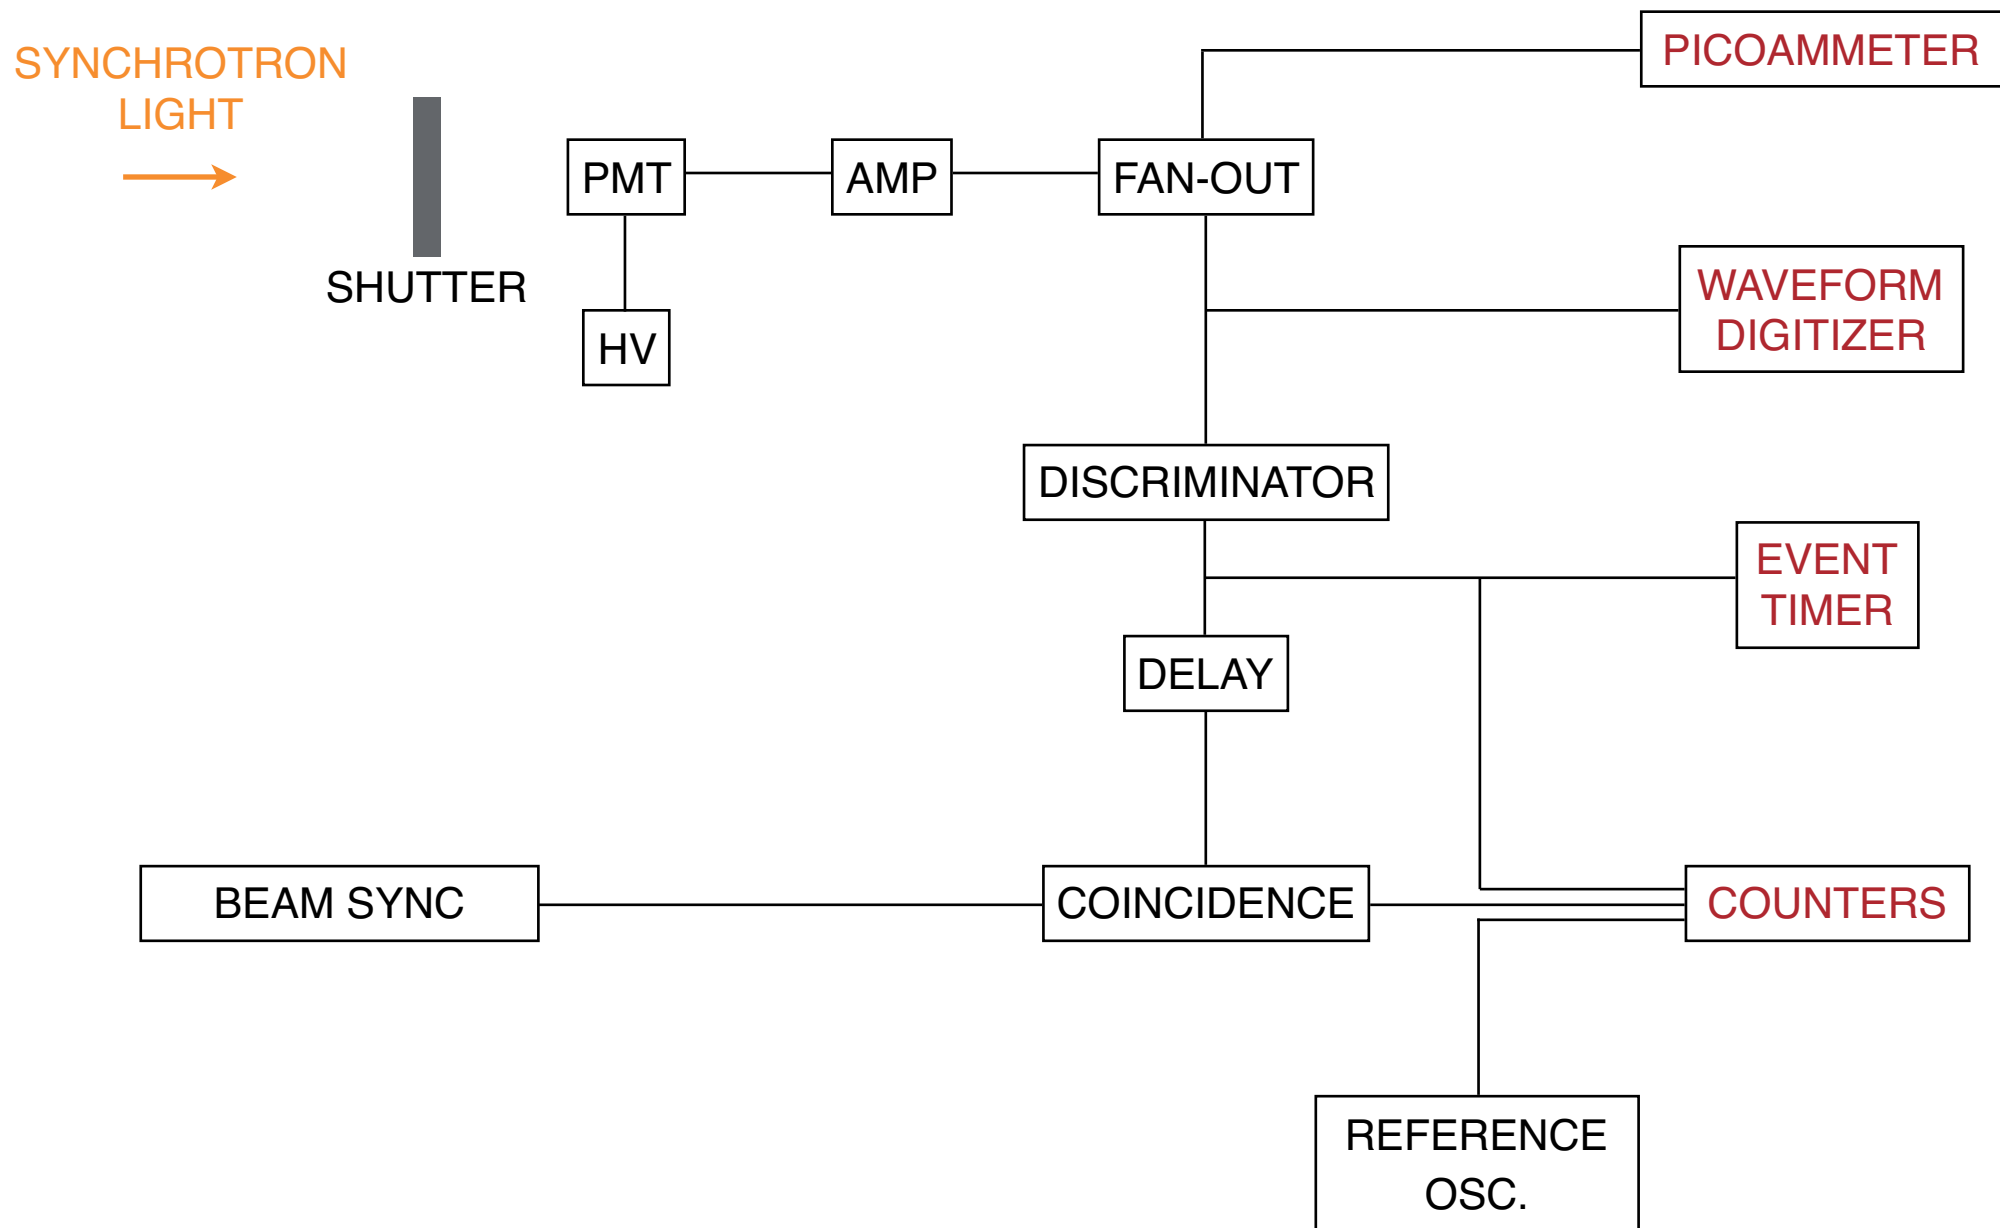 PICOAMMETER
SYNCHROTRON
LIGHT
PMT
AMP
FAN-OUT
SHUTTER
WAVEFORM
DIGITIZER
HV
DISCRIMINATOR
EVENT
TIMER
DELAY
BEAM SYNC
COINCIDENCE
COUNTERS
REFERENCE
OSC.